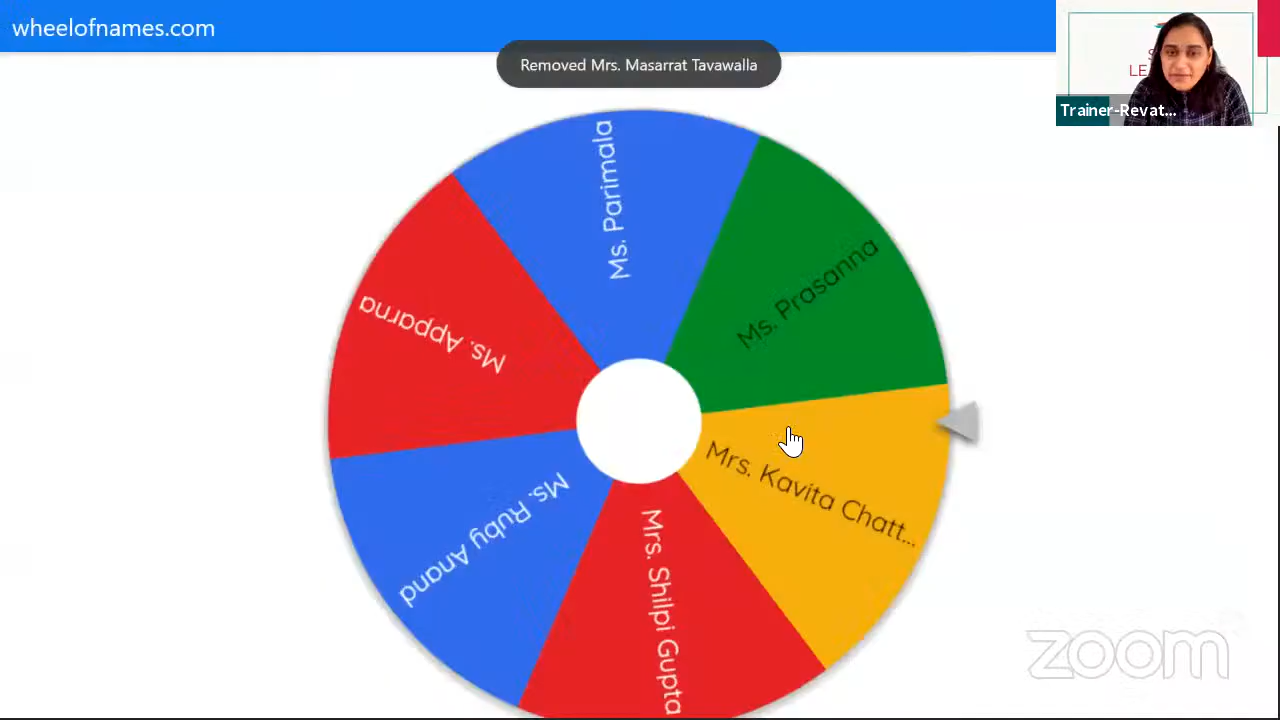 wheelofnames.com
Removed Mrs. Masarrat Tavawalla
Trainer-Revat...
Ms. Parimala
Ms. Prasanna
Mrs. Kavita Chatt...
Mrs. Shilpi Gupta
Ms. Ruby Anand
Ms. Apparna
zoom